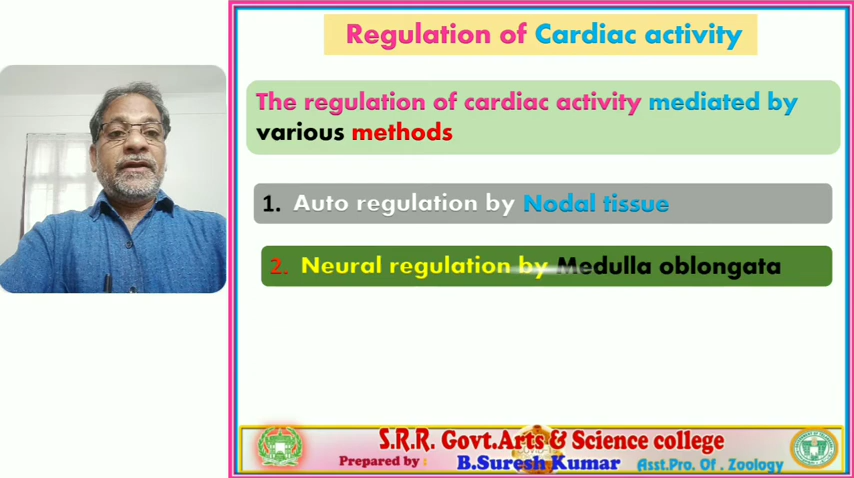 Regulation of Cardiac activity
The regulation of cardiac activity mediated by
various methods
1. Auto regulation by Nodal tissue
2. Neural regulation by Medulla oblongata
S.R.R. Govt.Arts & Science college
Prepared by : B.Suresh Kumar Asst.Pro. Of . Zoology